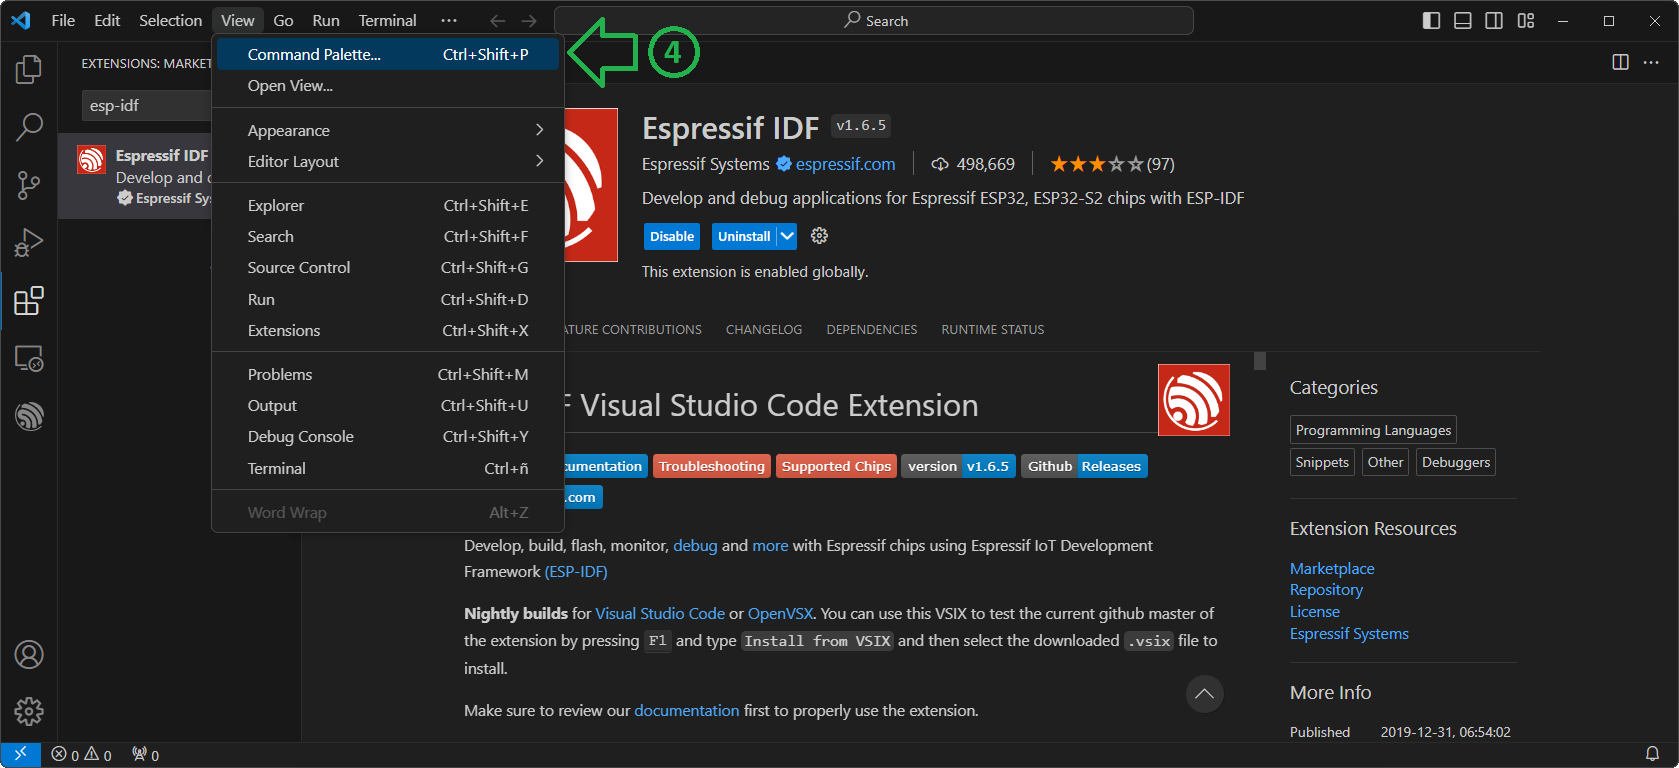 File Edit Selection View Go Run Terminal ··· Search
EXTENSIONS: MARKET
esp-idf
Espressif IDF
Develop and
Espressif Sy
Command Palette... Ctrl+Shift+P
Open View...
Appearance
Editor Layout
Explorer Ctrl+Shift+E
Search Ctrl+Shift+F
Source Control Ctrl+Shift+G
Run Ctrl+Shift+D
Extensions Ctrl+Shift+X
Problems Ctrl+Shift+M
Output Ctrl+Shift+U
Debug Console Ctrl+Shift+Y
Terminal Ctrl+ñ
Word Wrap Alt+Z
4
Espressif IDF v1.6.5
Espressif Systems espressif.com 498,669 (97)
Develop and debug applications for Espressif ESP32, ESP32-S2 chips with ESP-IDF
Disable Uninstall
This extension is enabled globally.
ATURE CONTRIBUTIONS CHANGELOG DEPENDENCIES RUNTIME STATUS
F Visual Studio Code Extension
cumentation Troubleshooting Supported Chips version v1.6.5 Github Releases
.com
Develop, build, flash, monitor, debug and more with Espressif chips using Espressif IoT Development
Framework (ESP-IDF)
Nightly builds for Visual Studio Code or OpenVSX. You can use this VSIX to test the current github master of
the extension by pressing F1 and type Install from VSIX and then select the downloaded .vsix file to
install.
Make sure to review our documentation first to properly use the extension.
Categories
Programming Languages
Snippets Other Debuggers
Extension Resources
Marketplace
Repository
License
Espressif Systems
More Info
Published 2019-12-31, 06:54:02
0 0 0